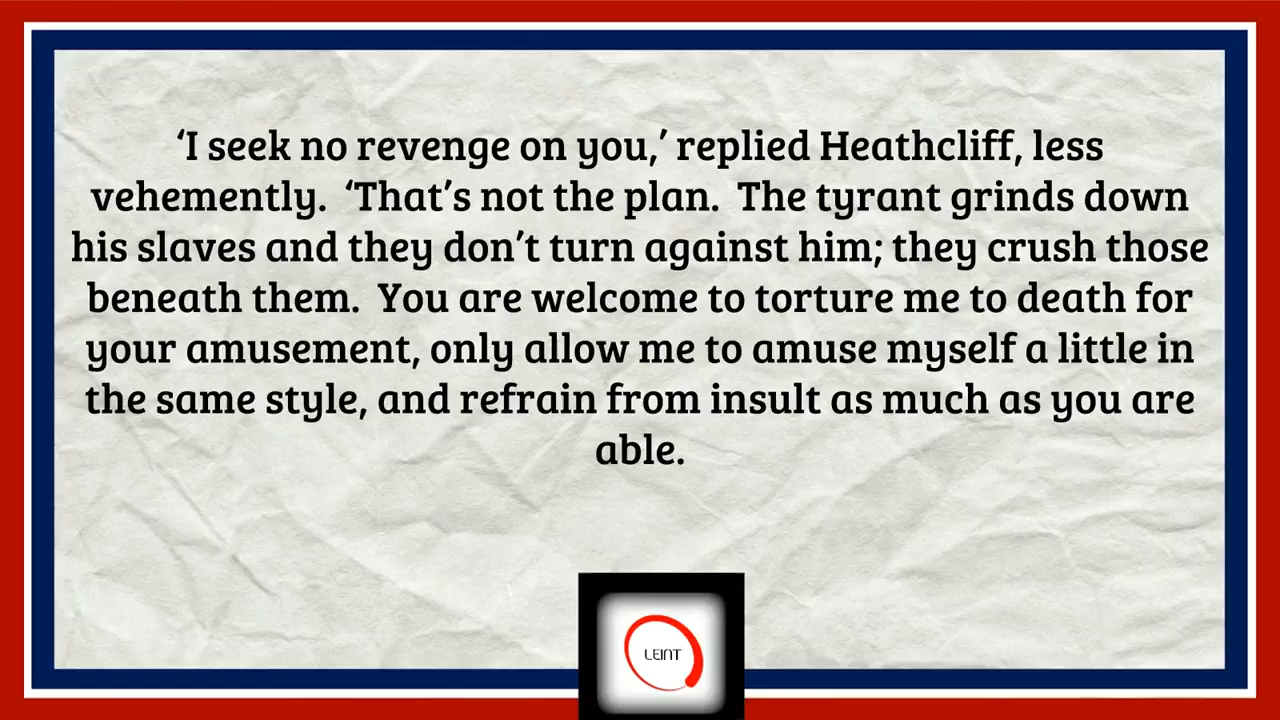 ‘I seek no revenge on you,’ replied Heathcliff, less
vehemently.  ‘That’s not the plan.  The tyrant grinds down
his slaves and they don’t turn against him; they crush those
beneath them.  You are welcome to torture me to death for
your amusement, only allow me to amuse myself a little in
the same style, and refrain from insult as much as you are
able.
LEINT